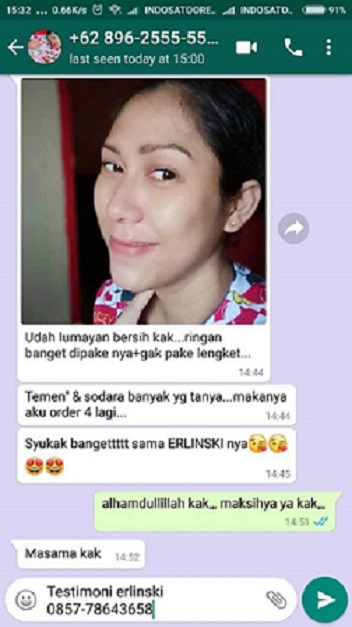 15:32 ... 0.66K/s INDOSATOORE... INDOSATO... 91%
+62 896-2555-55...
last seen today at 15:00
Udah lumayan bersih kak...ringan
banget dipake nya+gak pake lengket...
14:44
Temen" & sodara banyak yg tanya...makanya
aku order 4 lagi...
14:44
Syukak bangettttt sama ERLINSKI nya😘😘
😍😍
14:45
alhamdullillah kak,,, maksihya ya kak,,,
14:51
Masama kak
14:52
Testimoni erlinski
0857-78643658